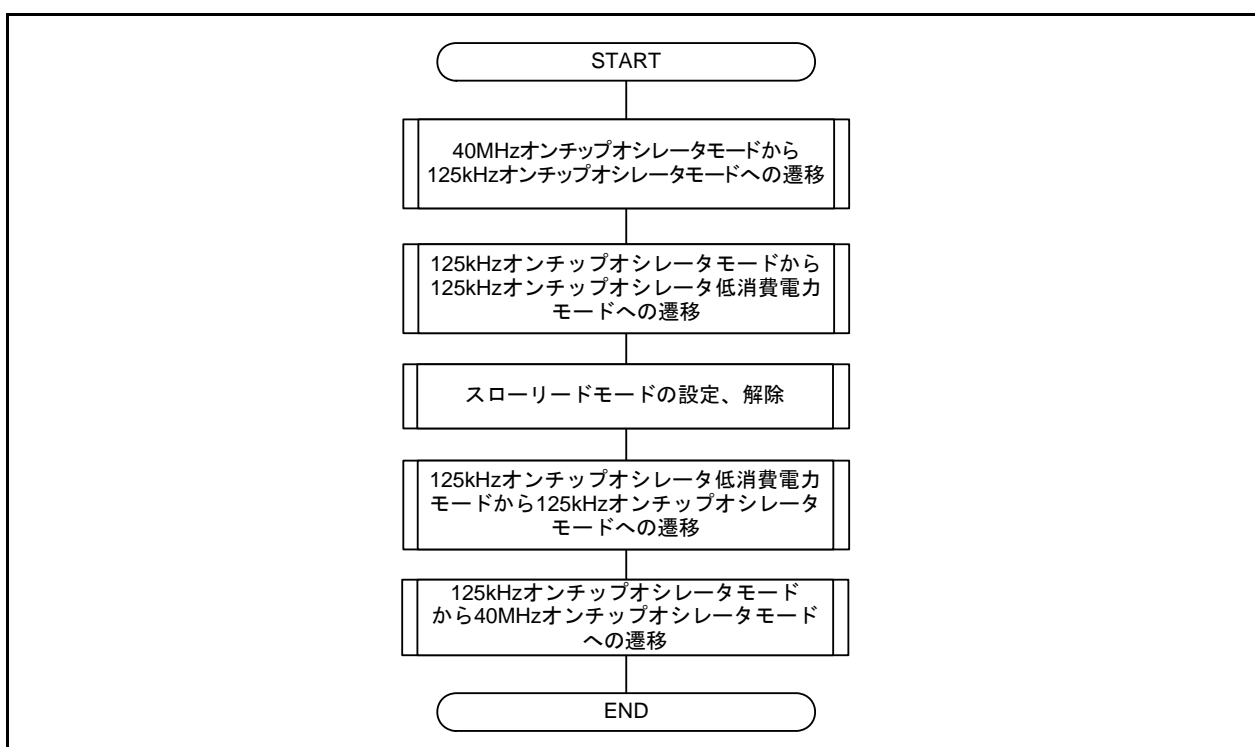 START
40MHzオンチップオシレータモードから
125kHzオンチップオシレータモードへの遷移
125kHzオンチップオシレータモードから
125kHzオンチップオシレータ低消費電力
モードへの遷移
スローリードモードの設定、解除
125kHzオンチップオシレータ低消費電力
モードから125kHzオンチップオシレータ
モードへの遷移
125kHzオンチップオシレータモード
から40MHzオンチップオシレータモード
への遷移
END